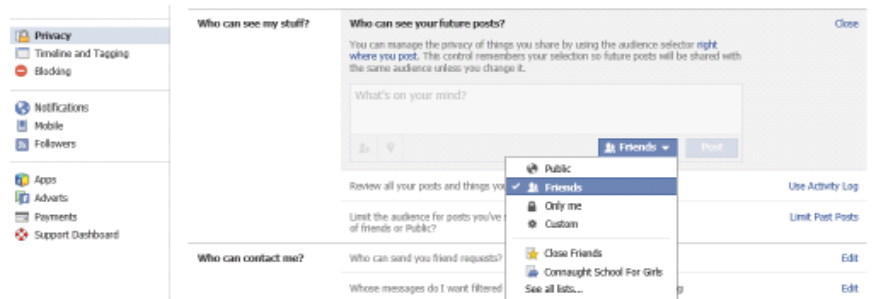 Privacy
Timeline and Tagging
Blocking
Notifications
Mobile
Followers
Apps
Adverts
Payments
Support Dashboard
Who can see my stuff?
Who can see your future posts?
Close
You can manage the privacy of things you share by using the audience selector right
where you post. This control remembers your selection so future posts will be shared with
the same audience unless you change it.
What's on your mind?
Friends
Post
Public
Friends
Only me
Custom
Close Friends
Connaught School For Girls
See all lists...
Review all your posts and things
Use Activity Log
Limit the audience for posts you've
of friends or Public?
Limit Past Posts
Who can contact me?
Who can send you friend requests?
Edit
Whose messages do I want filtered
Edit